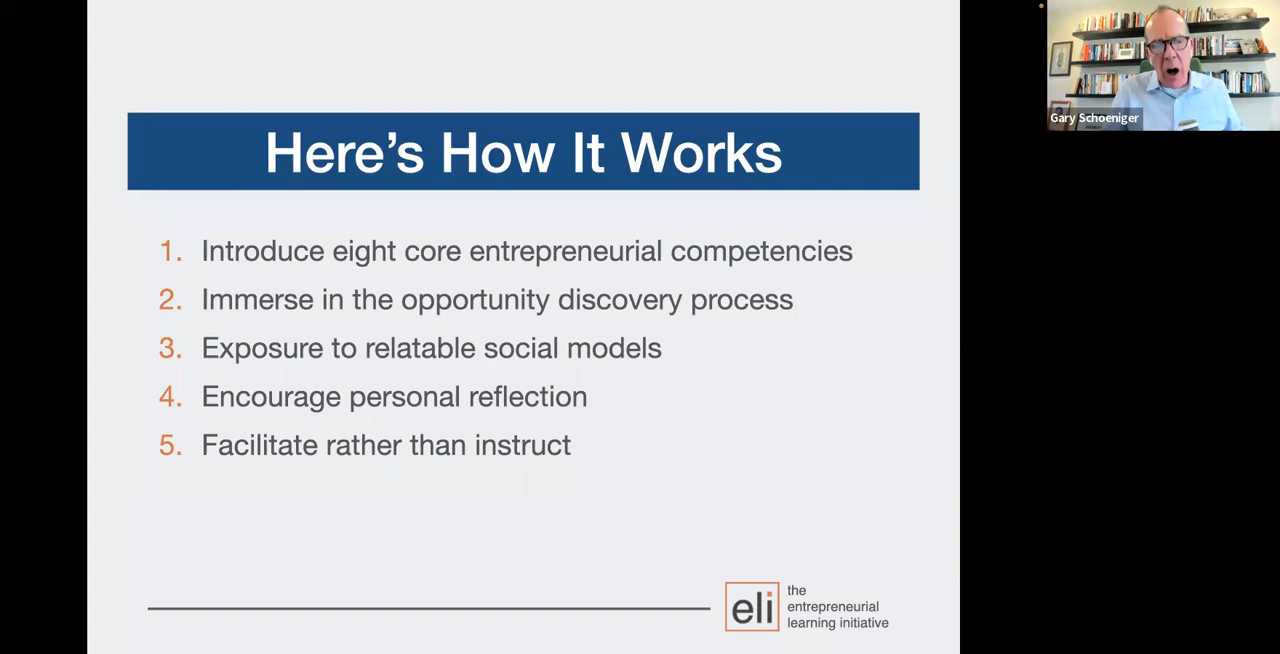 Here's How It Works
1. Introduce eight core entrepreneurial competencies
2. Immerse in the opportunity discovery process
3. Exposure to relatable social models
4. Encourage personal reflection
5. Facilitate rather than instruct
eli
the
entrepreneurial
learning initiative
Gary Schoeniger